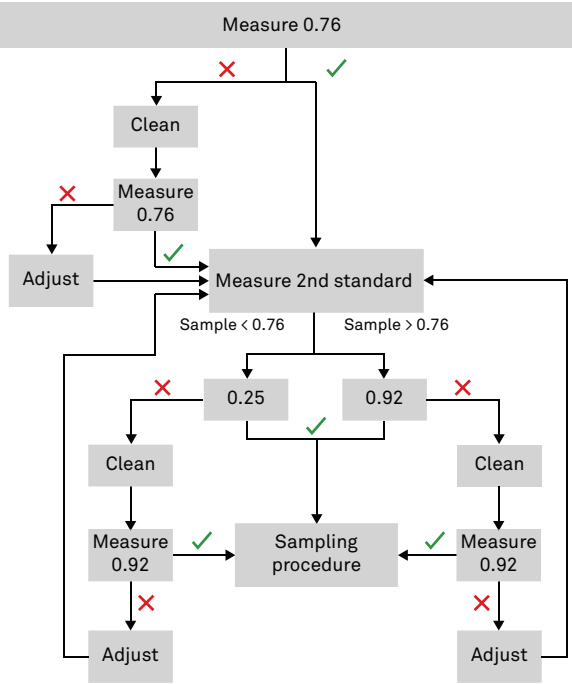 Measure 0.76
Clean
Measure
0.76
Adjust
Measure 2nd standard
Sample < 0.76
Sample > 0.76
0.25
0.92
Clean
Clean
Measure
0.92
Sampling
procedure
Measure
0.92
Adjust
Adjust